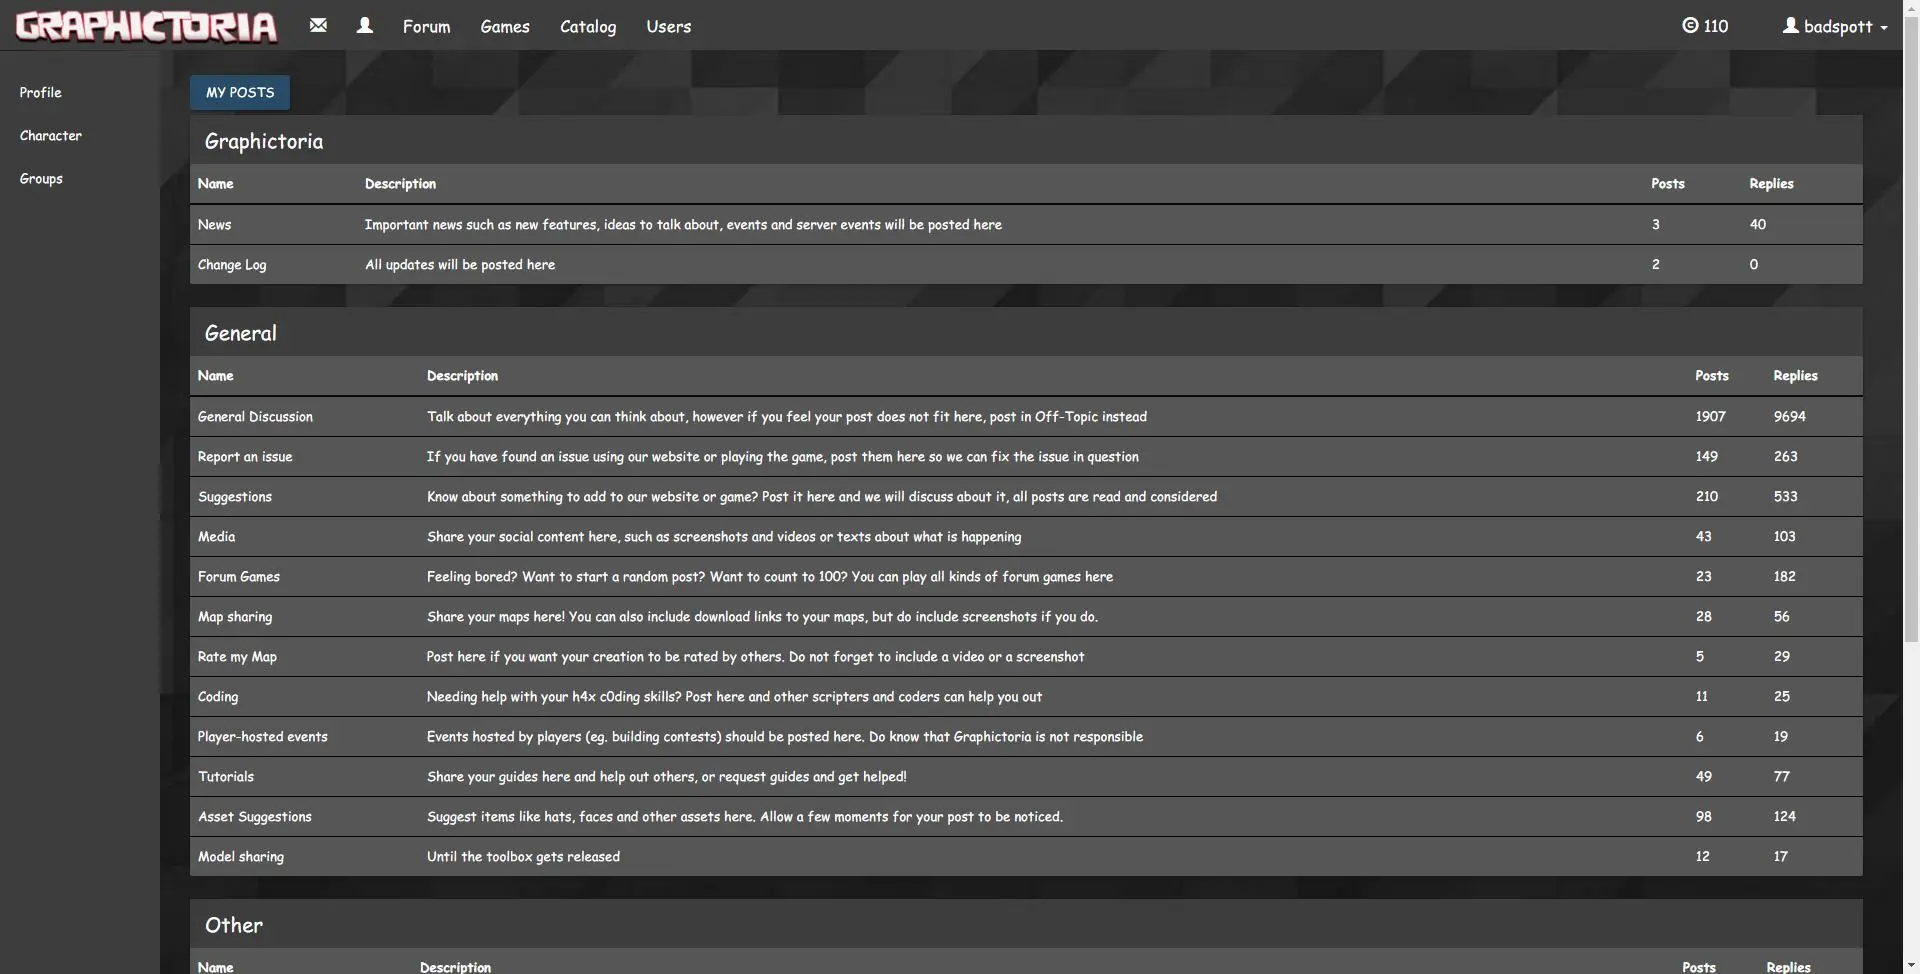 GRAPHICTORIA Forum Games Catalog Users 110 badspott
Profile
Character
Groups
MY POSTS
Graphictoria
Name Description Posts Replies
News Important news such as new features, ideas to talk about, events and server events will be posted here 3 40
Change Log All updates will be posted here 2 0
General
Name Description Posts Replies
General Discussion Talk about everything you can think about, however if you feel your post does not fit here, post in Off-Topic instead 1907 9694
Report an issue If you have found an issue using our website or playing the game, post them here so we can fix the issue in question 149 263
Suggestions Know about something to add to our website or game? Post it here and we will discuss about it, all posts are read and considered 210 533
Media Share your social content here, such as screenshots and videos or texts about what is happening 43 103
Forum Games Feeling bored? Want to start a random post? Want to count to 100? You can play all kinds of forum games here 23 182
Map sharing Share your maps here! You can also include download links to your maps, but do include screenshots if you do. 28 56
Rate my Map Post here if you want your creation to be rated by others. Do not forget to include a video or a screenshot 5 29
Coding Needing help with your h4x c0ding skills? Post here and other scripters and coders can help you out 11 25
Player-hosted events Events hosted by players (eg. building contests) should be posted here. Do know that Graphictoria is not responsible 6 19
Tutorials Share your guides here and help out others, or request guides and get helped! 49 77
Asset Suggestions Suggest items like hats, faces and other assets here. Allow a few moments for your post to be noticed. 98 124
Model sharing Until the toolbox gets released 12 17
Other
Name Description Posts Replies